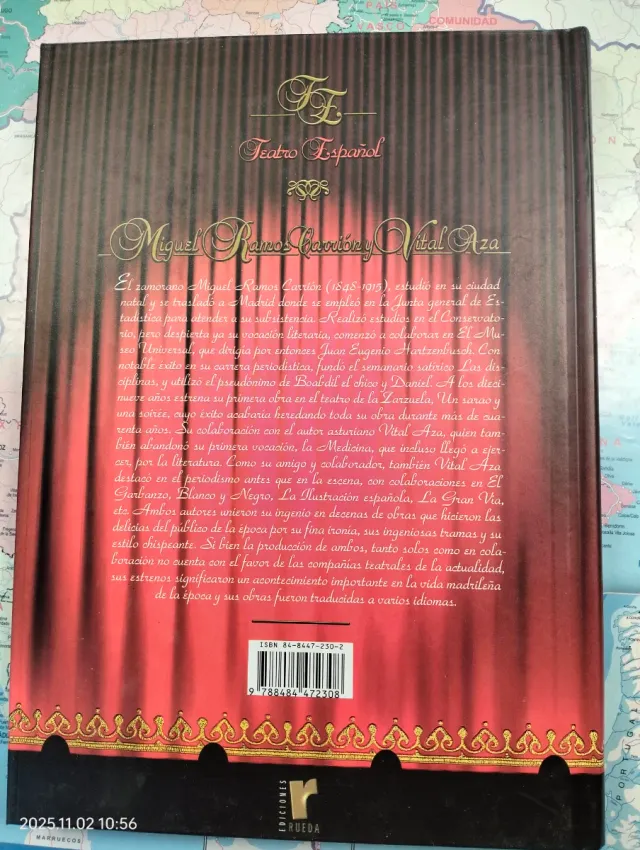 PAÍS
VASCO
COMUNIDAD
TE
Teatro Español
Miguel Ramos Carrión y Vital Aza
El zamorano Miguel Ramos Carrión (1848-1915), estudió en su ciudad
natal y se trasladó a Madrid donde se empleó en la Junta general de Es-
tadística para atender a su subsistencia. Realizó estudios en el Conservato-
rio, pero despierta ya su vocación literaria, comenzó a colaborar en El Mu-
seo Universal, que dirigía por entonces Juan Eugenio Hartzenbusch. Con
notable éxito en su carrera periodística, fundó el semanario satírico Las dis-
ciplinas, y utilizó el pseudónimo de Boabdil el chico y Daniel. A los dieci-
nueve años estrena su primera obra en el teatro de la Zarzuela, Un sarao y
una soirée, cuyo éxito acabaría heredando toda su obra durante más de cua-
renta años. Su colaboración con el autor asturiano Vital Aza, quien tam-
bién abandonó su primera vocación, la Medicina, que incluso llegó a ejer-
cer, por la literatura. Como su amigo y colaborador, también Vital Aza
destacó en el periodismo antes que en la escena, con colaboraciones en El
Garbanzo, Blanco y Negro, La Ilustración española, La Gran Vía,
etc. Ambos autores unieron su ingenio en decenas de obras que hicieron las
delicias del público de la época por su fina ironía, sus ingeniosas tramas y su
estilo chispeante. Si bien la producción de ambos, tanto solos como en cola-
boración no cuenta con el favor de las compañías teatrales de la actualidad,
sus estrenos significaron un acontecimiento importante en la vida madrileña
de la época y sus obras fueron traducidas a varios idiomas.
ISBN 84-8447-230-2
9 788484 472308
EDICIONES
r
RUEDA
2025.11.02 10:56
MARRUECOS